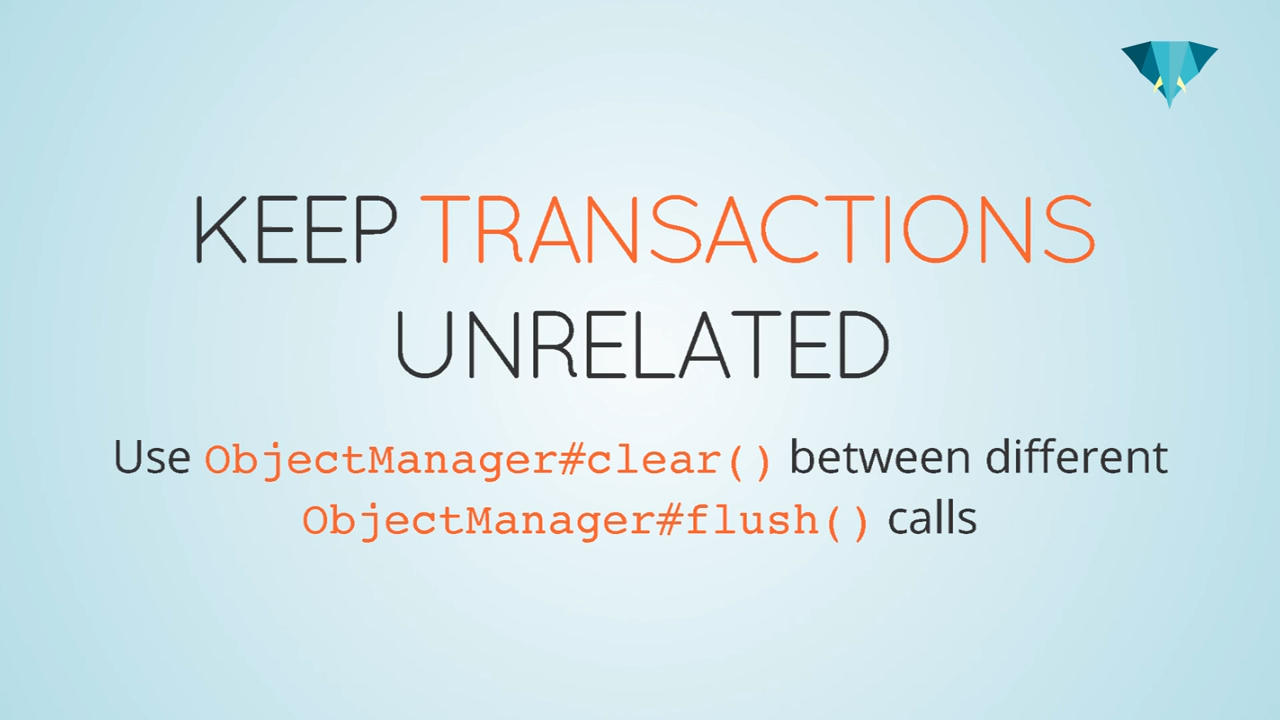 KEEP TRANSACTIONS
UNRELATED
Use ObjectManager#clear() between different
ObjectManager#flush() calls